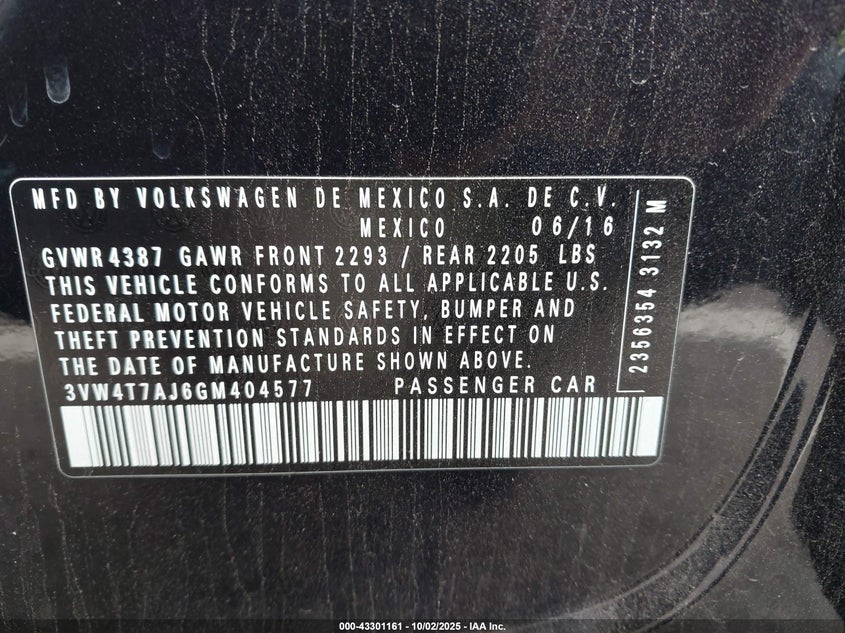 MFD BY VOLKSWAGEN DE MEXICO S.A. DE C.V.
MEXICO 06/16
GVWR 4387 GAWR FRONT 2293 / REAR 2205 LBS
THIS VEHICLE CONFORMS TO ALL APPLICABLE U.S.
FEDERAL MOTOR VEHICLE SAFETY, BUMPER AND
THEFT PREVENTION STANDARDS IN EFFECT ON
THE DATE OF MANUFACTURE SHOWN ABOVE.
3VW4T7AJ6GM404577 PASSENGER CAR
2356354 3132 M
000-43301161 - 10/02/2025 - IAA Inc.